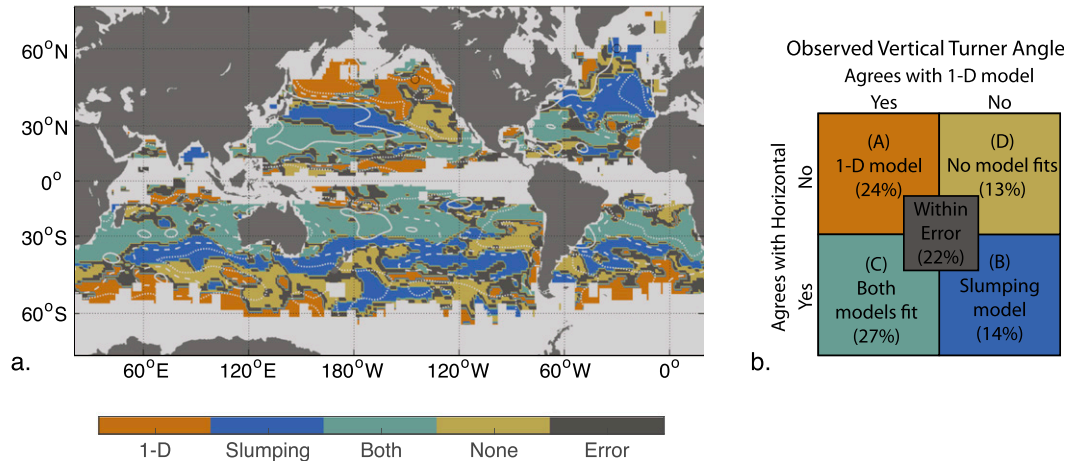 60°N
30°N
0°
30°S
60°S
60°E
120°E
180°W
120°W
60°W
0°
a.
1-D
Slumping
Both
None
Error
Observed Vertical Turner Angle
Agrees with 1-D model
Yes
No
Agrees with Horizontal
No
Yes
(A)
1-D model
(24%)
(D)
No model fits
(13%)
Within
Error
(22%)
(C)
Both
models fit
(27%)
(B)
Slumping
model
(14%)
b.